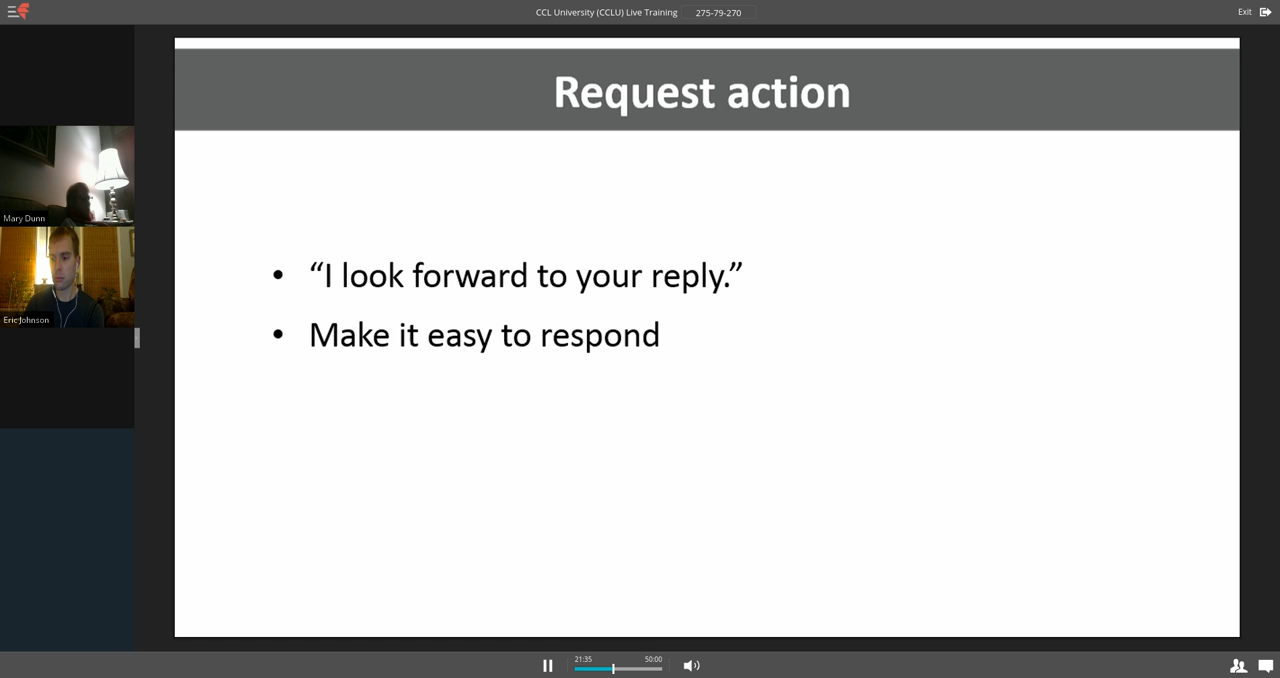 CCL University (CCLU) Live Training 275-79-270
Exit
Request action
• “I look forward to your reply.”
• Make it easy to respond
Mary Dunn
Eric Johnson
21:35 50:00